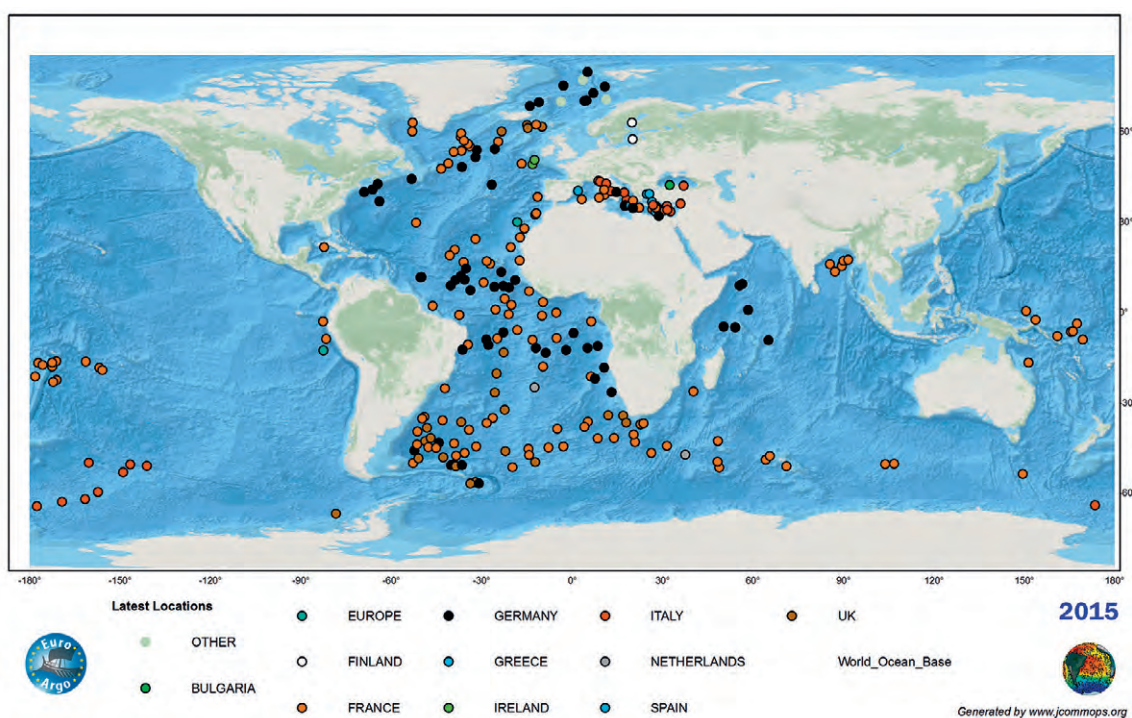 0°
-30°
-60°
-180°
-150°
-120°
-90°
-60°
-30°
0°
30°
60°
90°
120°
150°
180°
Latest Locations
OTHER
BULGARIA
EUROPE
FINLAND
FRANCE
GERMANY
GREECE
IRELAND
ITALY
NETHERLANDS
SPAIN
UK
World_Ocean_Base
2015
Euro
Argo
Generated by www.jcommops.org